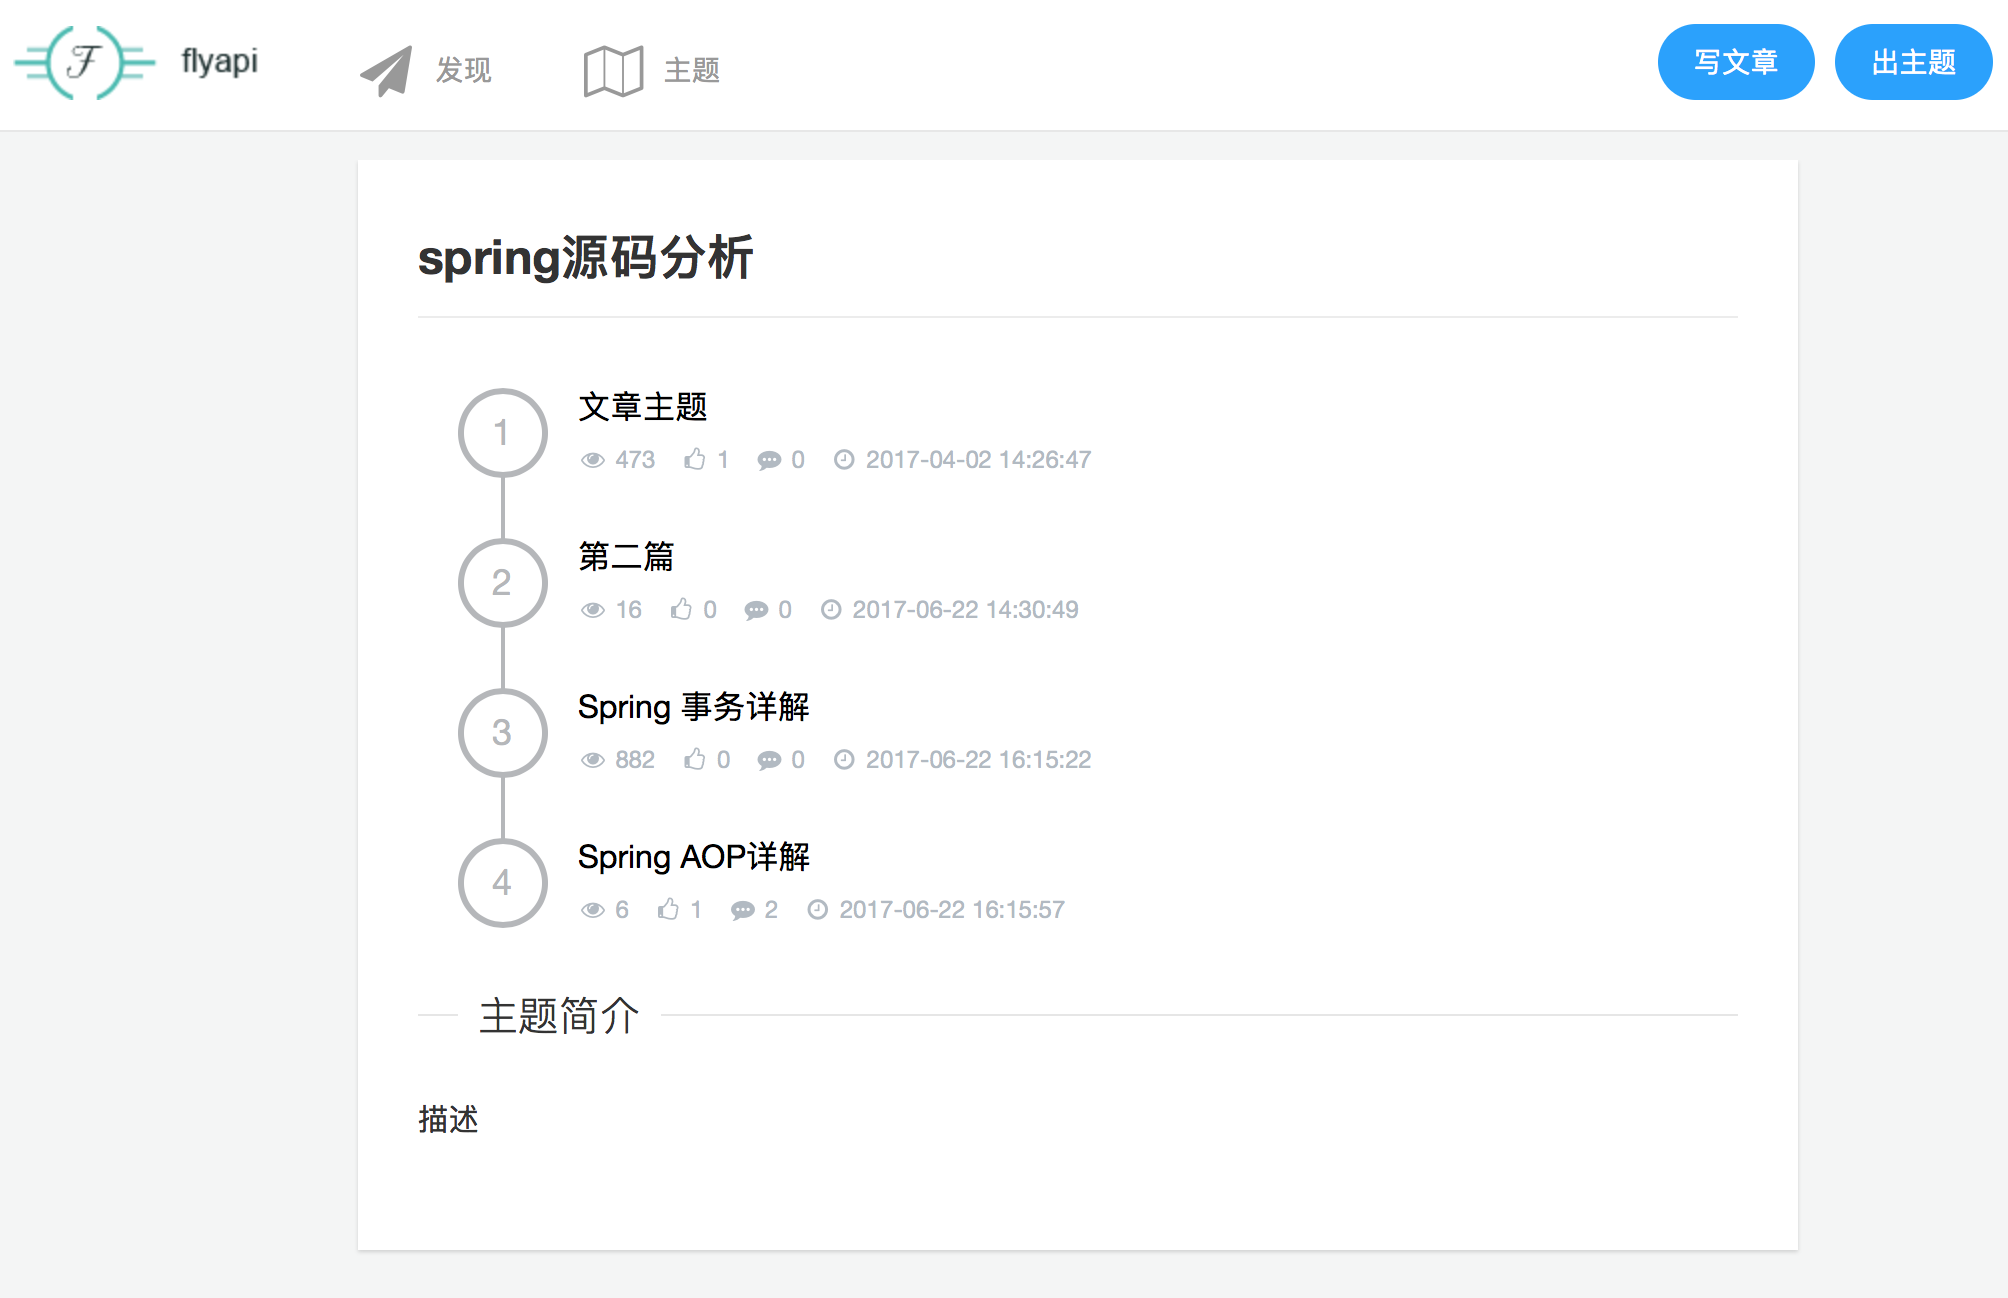 F flyapi 发现 主题 写文章 出主题
spring源码分析
1 文章主题
473 1 0 2017-04-02 14:26:47
2 第二篇
16 0 0 2017-06-22 14:30:49
3 Spring 事务详解
882 0 0 2017-06-22 16:15:22
4 Spring AOP详解
6 1 2 2017-06-22 16:15:57
主题简介
描述